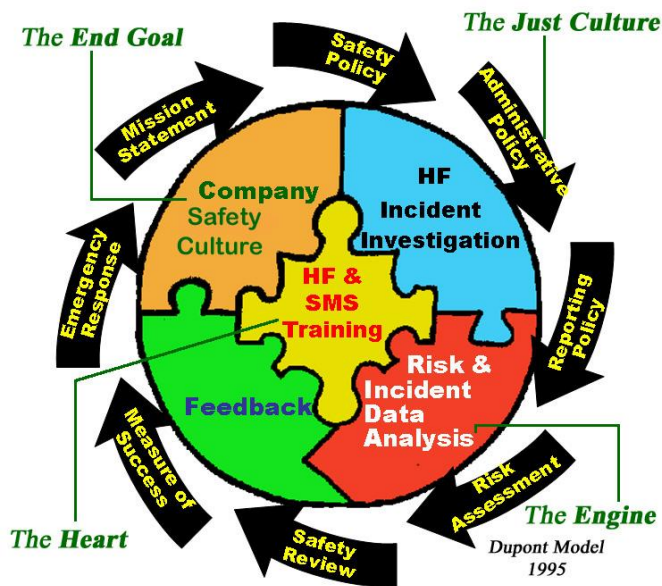 The End Goal
The Just Culture
Safety
Policy
Mission
Statement
Administrative
Policy
Company
Safety
Culture
HF
Incident
Investigation
Emergency
Response
HF &
SMS
Training
Reporting
Policy
Feedback
Risk &
Incident
Data
Analysis
Measure of
Success
Risk
Assessment
Safety
Review
The Heart
The Engine
Dupont Model
1995